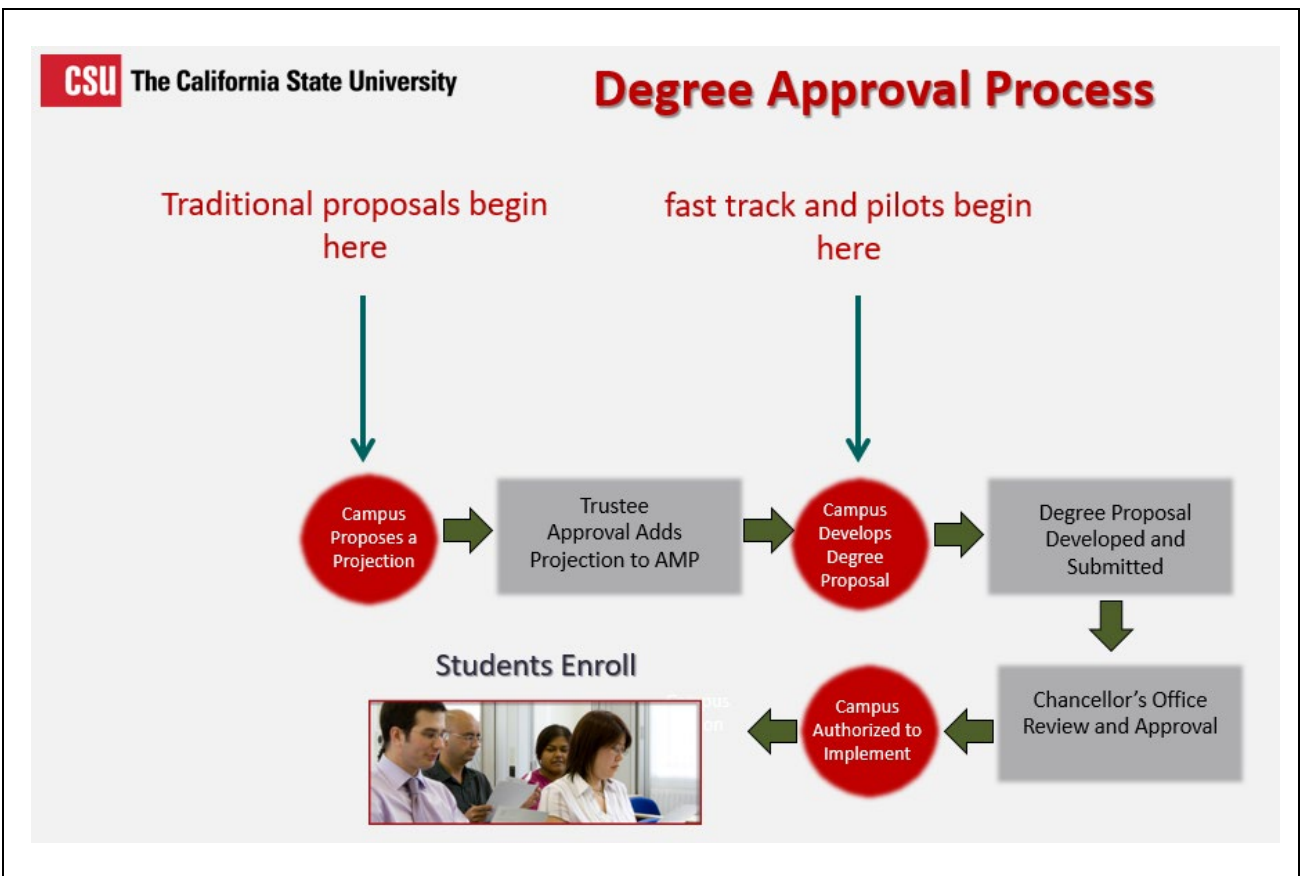 CSU The California State University
Degree Approval Process
Traditional proposals begin
here
fast track and pilots begin
here
Campus
Proposes a
Projection
Trustee
Approval Adds
Projection to AMP
Campus
Develops
Degree
Proposal
Degree Proposal
Developed and
Submitted
Chancellor's Office
Review and Approval
Campus
Authorized to
Implement
Students Enroll